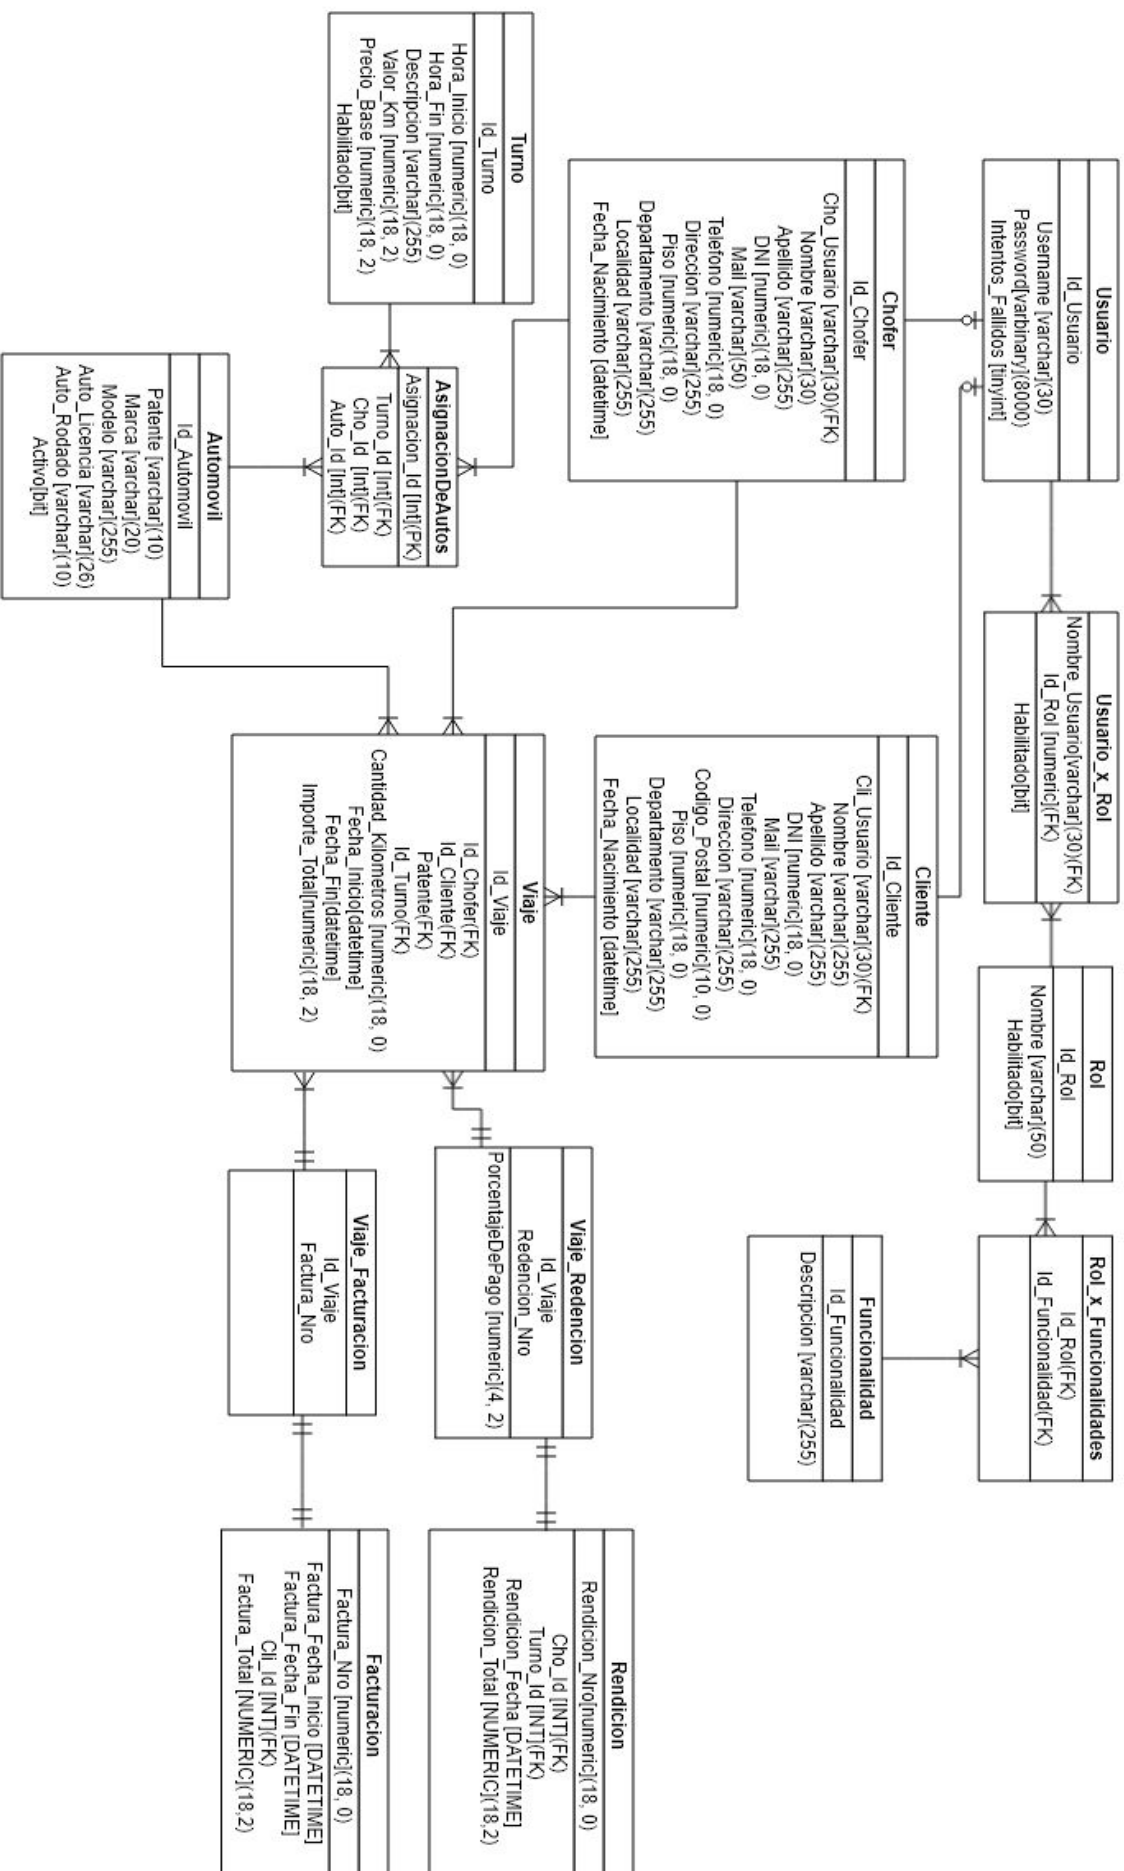 Usuario
Id_Usuario
Username [varchar](30)
Password[varbinary](8000)
Intentos_Fallidos [tinyint]
Usuario_x_Rol
Nombre_Usuario[varchar](30)(FK)
Id_Rol [numeric](FK)
Habilitado[bit]
Rol
Id_Rol
Nombre [varchar](50)
Habilitado[bit]
Rol_x_Funcionalidades
Id_Rol(FK)
Id_Funcionalidad(FK)
Chofer
Id_Chofer
Cho_Usuario [varchar](30)(FK)
Nombre [varchar](30)
Apellido [varchar](255)
DNI [numeric](18, 0)
Mail [varchar](50)
Telefono [numeric](18, 0)
Direccion [varchar](255)
Piso [numeric](18, 0)
Departamento [varchar](255)
Localidad [varchar](255)
Fecha_Nacimiento [datetime]
Cliente
Id_Cliente
Cli_Usuario [varchar](30)(FK)
Nombre [varchar](255)
Apellido [varchar](255)
DNI [numeric](18, 0)
Mail [varchar](255)
Telefono [numeric](18, 0)
Direccion [varchar](255)
Codigo_Postal [numeric](10, 0)
Piso [numeric](18, 0)
Departamento [varchar](255)
Localidad [varchar](255)
Fecha_Nacimiento [datetime]
Funcionalidad
Id_Funcionalidad
Descripcion [varchar](255)
Turno
Id_Turno
Hora_Inicio [numeric](18, 0)
Hora_Fin [numeric](18, 0)
Descripcion [varchar](255)
Valor_Km [numeric](18, 2)
Precio_Base [numeric](18, 2)
Habilitado[bit]
AsignacionDeAutos
Asignacion_Id [Int](PK)
Turno_Id [Int](FK)
Cho_Id [Int](FK)
Auto_Id [Int](FK)
Viaje
Id_Viaje
Id_Chofer(FK)
Id_Cliente(FK)
Patente(FK)
Id_Turno(FK)
Cantidad_Kilometros [numeric](18, 0)
Fecha_Inicio[datetime]
Fecha_Fin[datetime]
Importe_Total[numeric](18, 2)
Viaje_Redencion
Id_Viaje
Redencion_Nro
PorcentajeDePago [numeric](4, 2)
Rendicion
Rendicion_Nro[numeric](18, 0)
Cho_Id [INT](FK)
Turno_Id [INT](FK)
Rendicion_Fecha [DATETIME]
Rendicion_Total [NUMERIC](18,2)
Automovil
Id_Automovil
Patente [varchar](10)
Marca [varchar](20)
Modelo [varchar](255)
Auto_Licencia [varchar](26)
Auto_Rodado [varchar](10)
Activo[bit]
Viaje_Facturacion
Id_Viaje
Factura_Nro
Facturacion
Factura_Nro [numeric](18, 0)
Factura_Fecha_Inicio [DATETIME]
Factura_Fecha_Fin [DATETIME]
Cli_Id [INT](FK)
Factura_Total [NUMERIC](18,2)